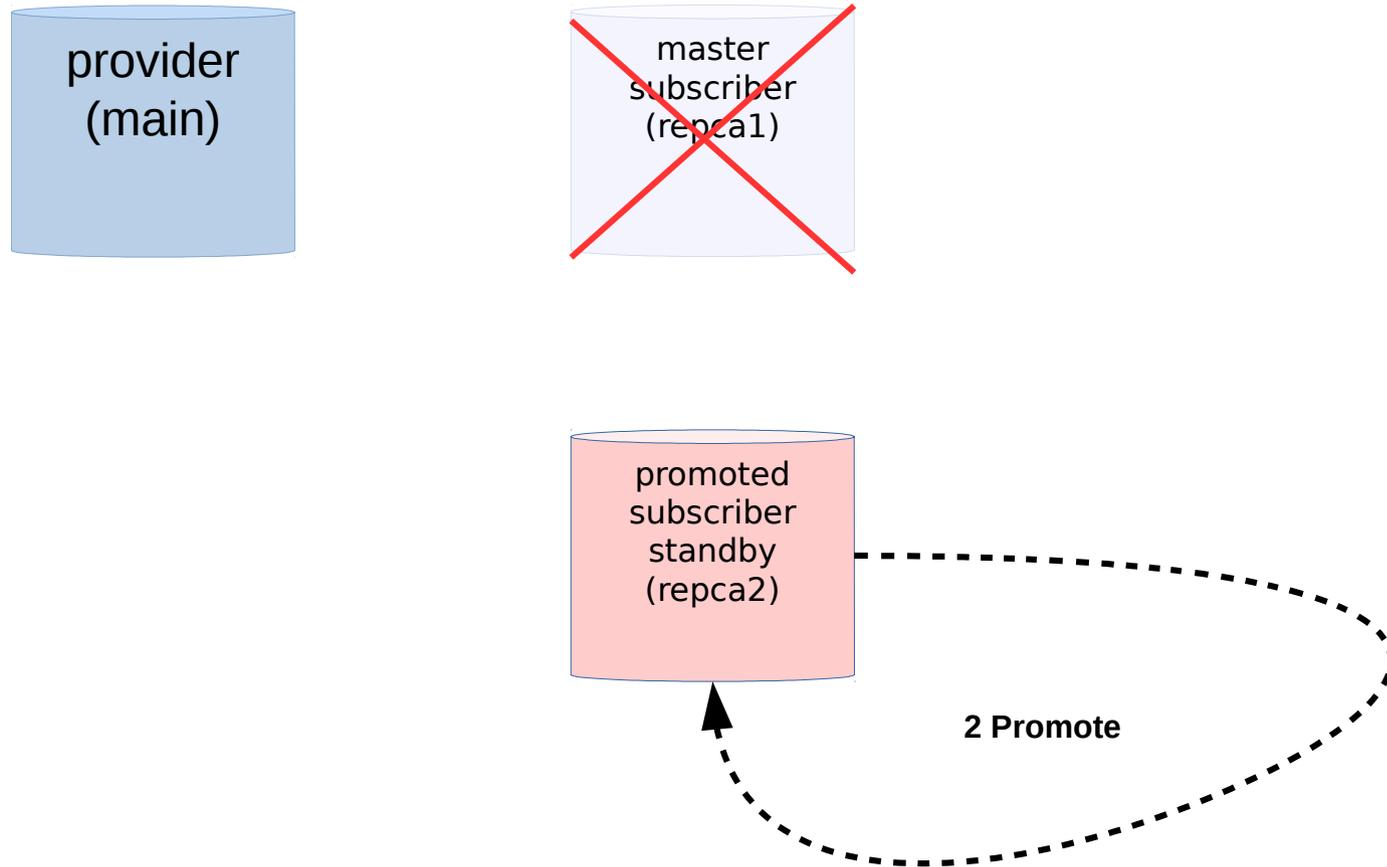 provider
(main)
master
subscriber
(repca1)
promoted
subscriber
standby
(repca2)
2 Promote